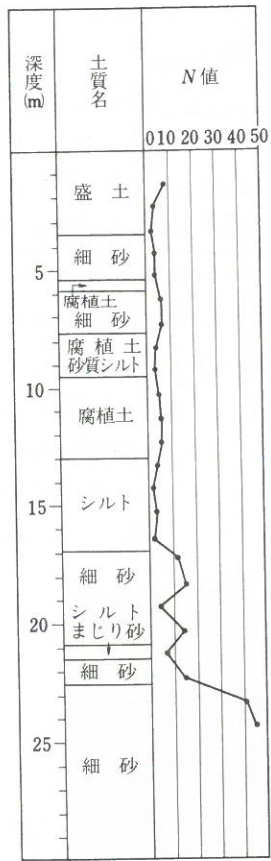 深度(m)
土質名
N 値
0 10 20 30 40 50
盛土
細砂
5
腐植土
細砂
腐植土
砂質シルト
10
腐植土
シルト
15
細砂
シルト
まじり砂
20
細砂
25
細砂